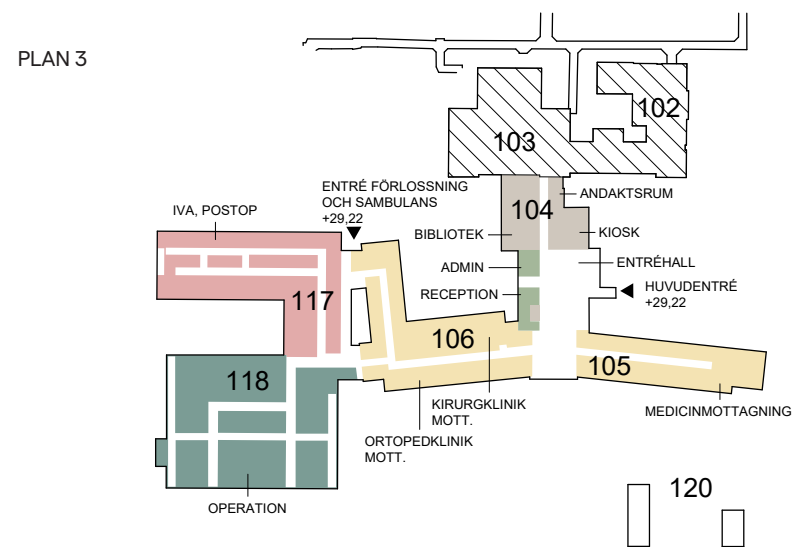 PLAN 3
102
103
ANDAKTSRUM
ENTRÉ FÖRLOSSNING
OCH SAMBULANS
+29,22
IVA, POSTOP
104
BIBLIOTEK
KIOSK
ADMIN
ENTRÉHALL
RECEPTION
HUVUDENTRÉ
+29,22
117
106
105
118
KIRURGKLINIK
MOTT.
MEDICINMOTTAGNING
ORTOPEDKLINIK
MOTT.
120
OPERATION